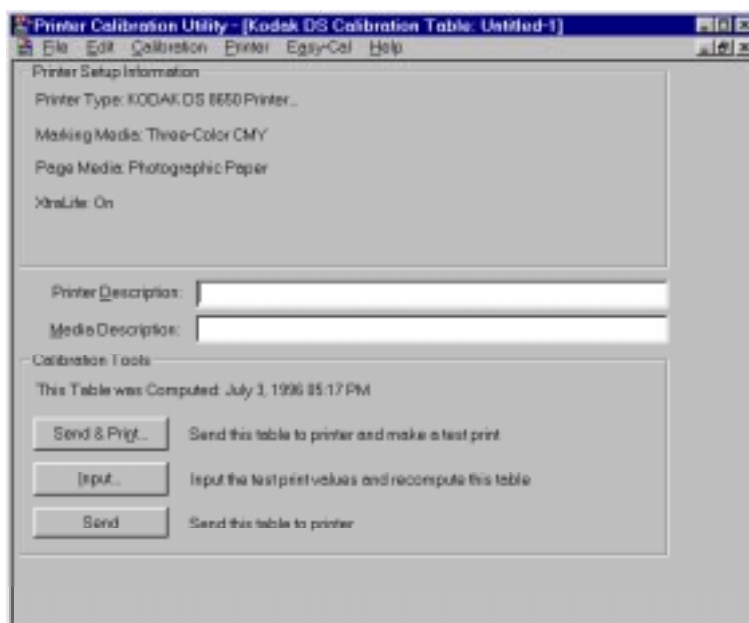 Printer Calibration Utility - [Kodak DS Calibration Table: Untitled-1]
File Edit Calibration Printer Easy-Cal Help
Printer Setup Information
Printer Type: KODAK DS 8650 Printer...
Marking Media: Three-Color CMY
Page Media: Photographic Paper
XtraLife: On
Printer Description:
Media Description:
Calibration Tools
This Table was Computed: July 3, 1996 05:17 PM
Send & Print... Send this table to printer and make a test print
Input... Input the test print values and recompute this table
Send Send this table to printer